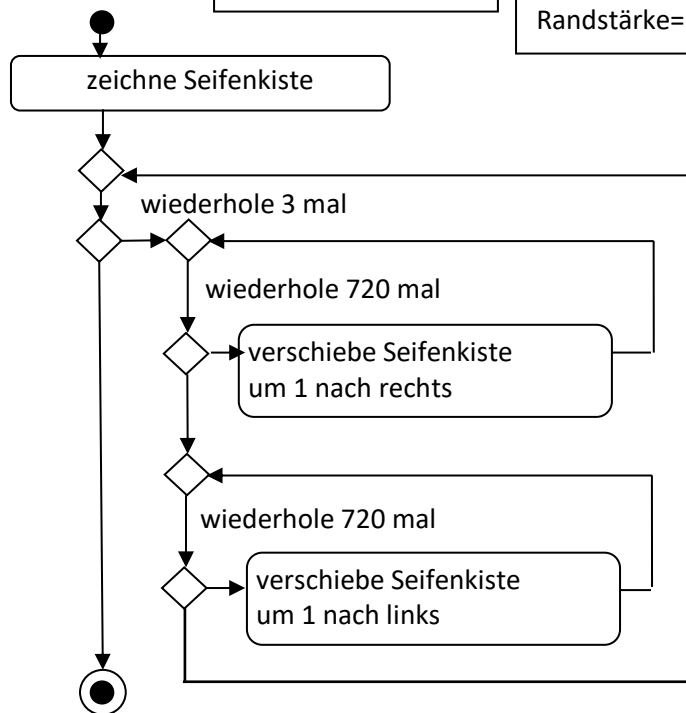 Randstärke=
zeichne Seifenkiste
wiederhole 3 mal
wiederhole 720 mal
verschiebe Seifenkiste
um 1 nach rechts
wiederhole 720 mal
verschiebe Seifenkiste
um 1 nach links